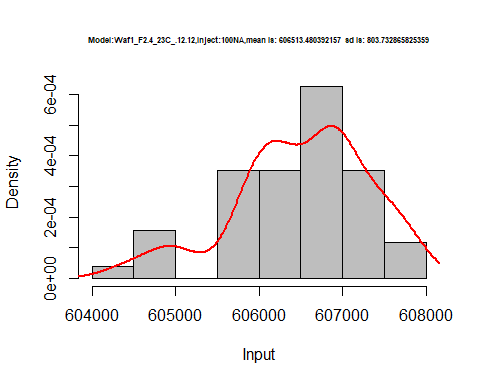 Model:Waf1_F2.4_23C_.12.12,Inject:100NA,mean is: 606513.480392157 sd is: 803.732865825359
Density
6e-04
4e-04
2e-04
0e+00
604000 605000 606000 607000 608000
Input